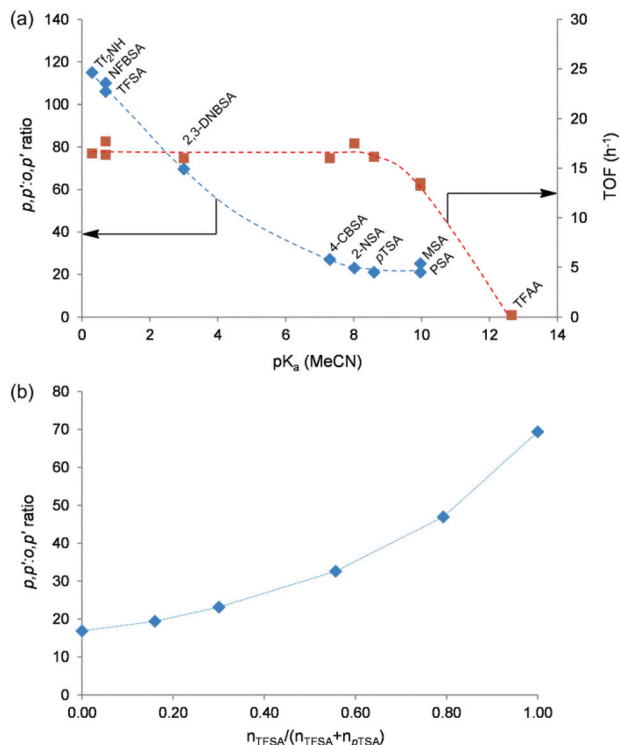 (a)
140
120
100
80
60
40
20
0
p,p':o,p' ratio
Tf₂NH
NFBSA
TFSA
2,3-DNBSA
4-CBSA
2-NSA
pTSA
MSA
PSA
TFAA
30
25
20
15
10
5
0
TOF (h⁻¹)
0 2 4 6 8 10 12 14
pKₐ (MeCN)
(b)
80
70
60
50
40
30
20
10
0
p,p':o,p' ratio
0.00 0.20 0.40 0.60 0.80 1.00
n_TFSA/(n_TFSA+n_pTSA)